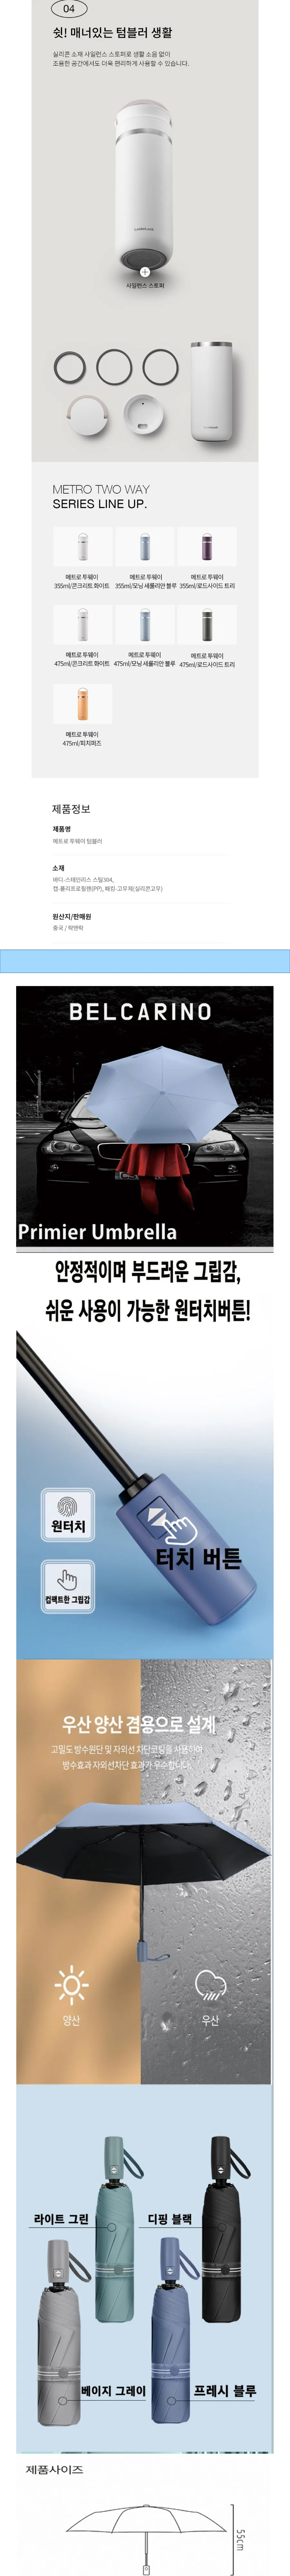 04
쉿! 매너있는 텀블러 생활
실리콘 소재 사일런스 스토퍼로 생활 소음 없이
조용한 공간에서도 더욱 편리하게 사용할 수 있습니다.
사일런스 스토퍼
METRO TWO WAY
SERIES LINE UP.
메트로 투웨이 메트로 투웨이 메트로 투웨이
355ml/콘크리트 화이트 355ml/모닝 세룰리안 블루 355ml/로드사이드 트리
메트로 투웨이 메트로 투웨이 메트로 투웨이
475ml/콘크리트 화이트 475ml/모닝 세룰리안 블루 475ml/로드사이드 트리
메트로 투웨이
475ml/피치퍼즈
제품정보
제품명
메트로 투웨이 텀블러
소재
바디-스테인리스 스틸304,
캡-폴리프로필렌(PP), 패킹-고무제(실리콘고무)
원산지/판매원
중국 / 락앤락
BELCARINO
Primier Umbrella
안정적이며 부드러운 그립감,
쉬운 사용이 가능한 원터치버튼!
원터치
터치 버튼
컴팩트한 그립감
우산 양산 겸용으로 설계
고밀도 방수원단 및 자외선 차단코팅을 사용하여
방수효과 자외선차단 효과가 우수합니다.
양산
우산
라이트 그린
디핑 블랙
베이지 그레이
프레시 블루
제품사이즈
55cm